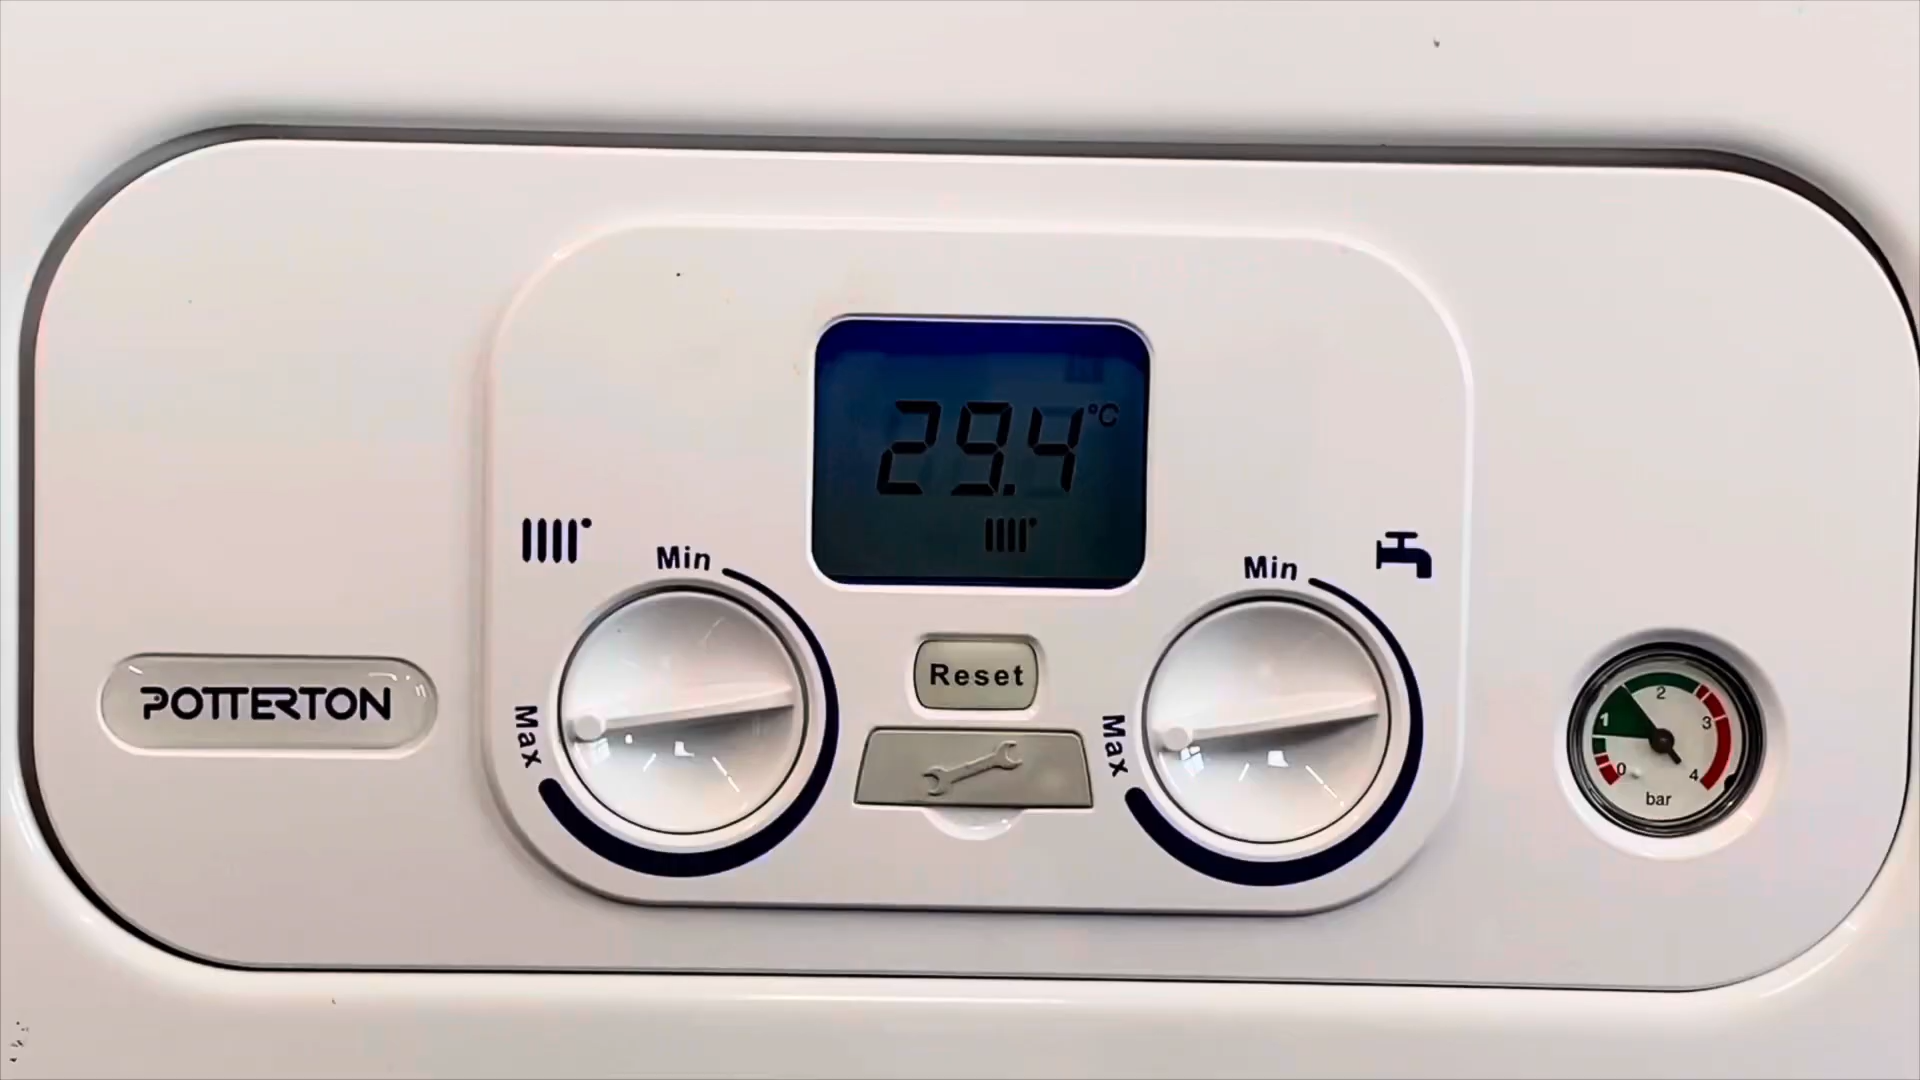 29.4 °C
Min
Min
Max
Max
Reset
POTTERTON
0 1 2 3 4
bar